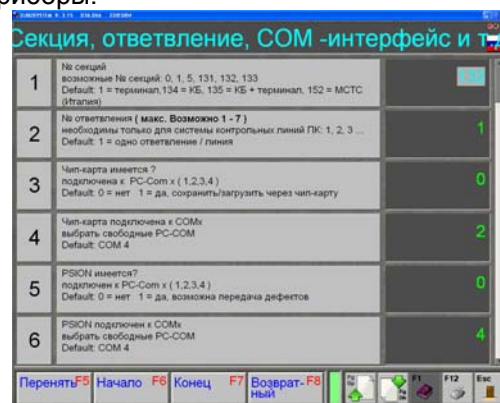 приборы.
EUROSYSTEM
Секция, ответвление, COM -интерфейс и т
1
№ секций
возможные № секций: 0, 1, 5, 131, 132, 133
Default: 1 = терминал,134 = КБ, 135 = КБ + терминал, 152 = МСТС
(Италия)
132
2
№ ответвления ( макс. Возможно 1 - 7 )
необходимы только для системы контрольных линий ПК: 1, 2, 3 ...
Default: 1 = одно ответвление / линия
1
3
Чип-карта имеется ?
подключена к PC-Com x ( 1,2,3,4 )
Default: 0 = нет 1 = да, сохранить/загрузить через чип-карту
0
4
Чип-карта подключена к COMx
выбрать свободные PC-COM
Default: COM 4
2
5
PSION имеется?
подключен к PC-Com x ( 1,2,3,4 )
Default: 0 = нет 1 = да, возможна передача дефектов
0
6
PSION подключен к COMx
выбрать свободные PC-COM
Default: COM 4
4
Перенять F5 Начало F6 Конец F7 Возврат- F8
ный
F1 F12 Esc